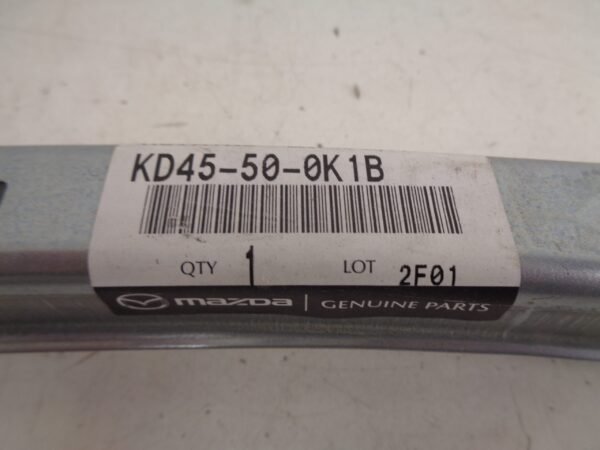 KD45-50-0K1B
QTY 1 LOT 2F01
mazda | GENUINE PARTS